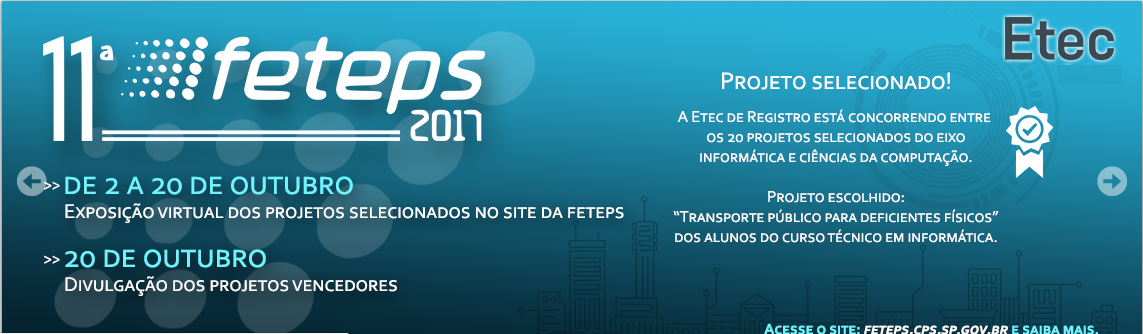 11ª feteps
2017
Etec
>> DE 2 A 20 DE OUTUBRO
EXPOSIÇÃO VIRTUAL DOS PROJETOS SELECIONADOS NO SITE DA FETEPS
>> 20 DE OUTUBRO
DIVULGAÇÃO DOS PROJETOS VENCEDORES
PROJETO SELECIONADO!
A ETEC DE REGISTRO ESTÁ CONCORRENDO ENTRE
OS 20 PROJETOS SELECIONADOS DO EIXO
INFORMÁTICA E CIÊNCIAS DA COMPUTAÇÃO.
PROJETO ESCOLHIDO:
“TRANSPORTE PÚBLICO PARA DEFICIENTES FÍSICOS”
DOS ALUNOS DO CURSO TÉCNICO EM INFORMÁTICA.
ACESSE O SITE: FETEPS.CPS.SP.GOV.BR E SAIBA MAIS.